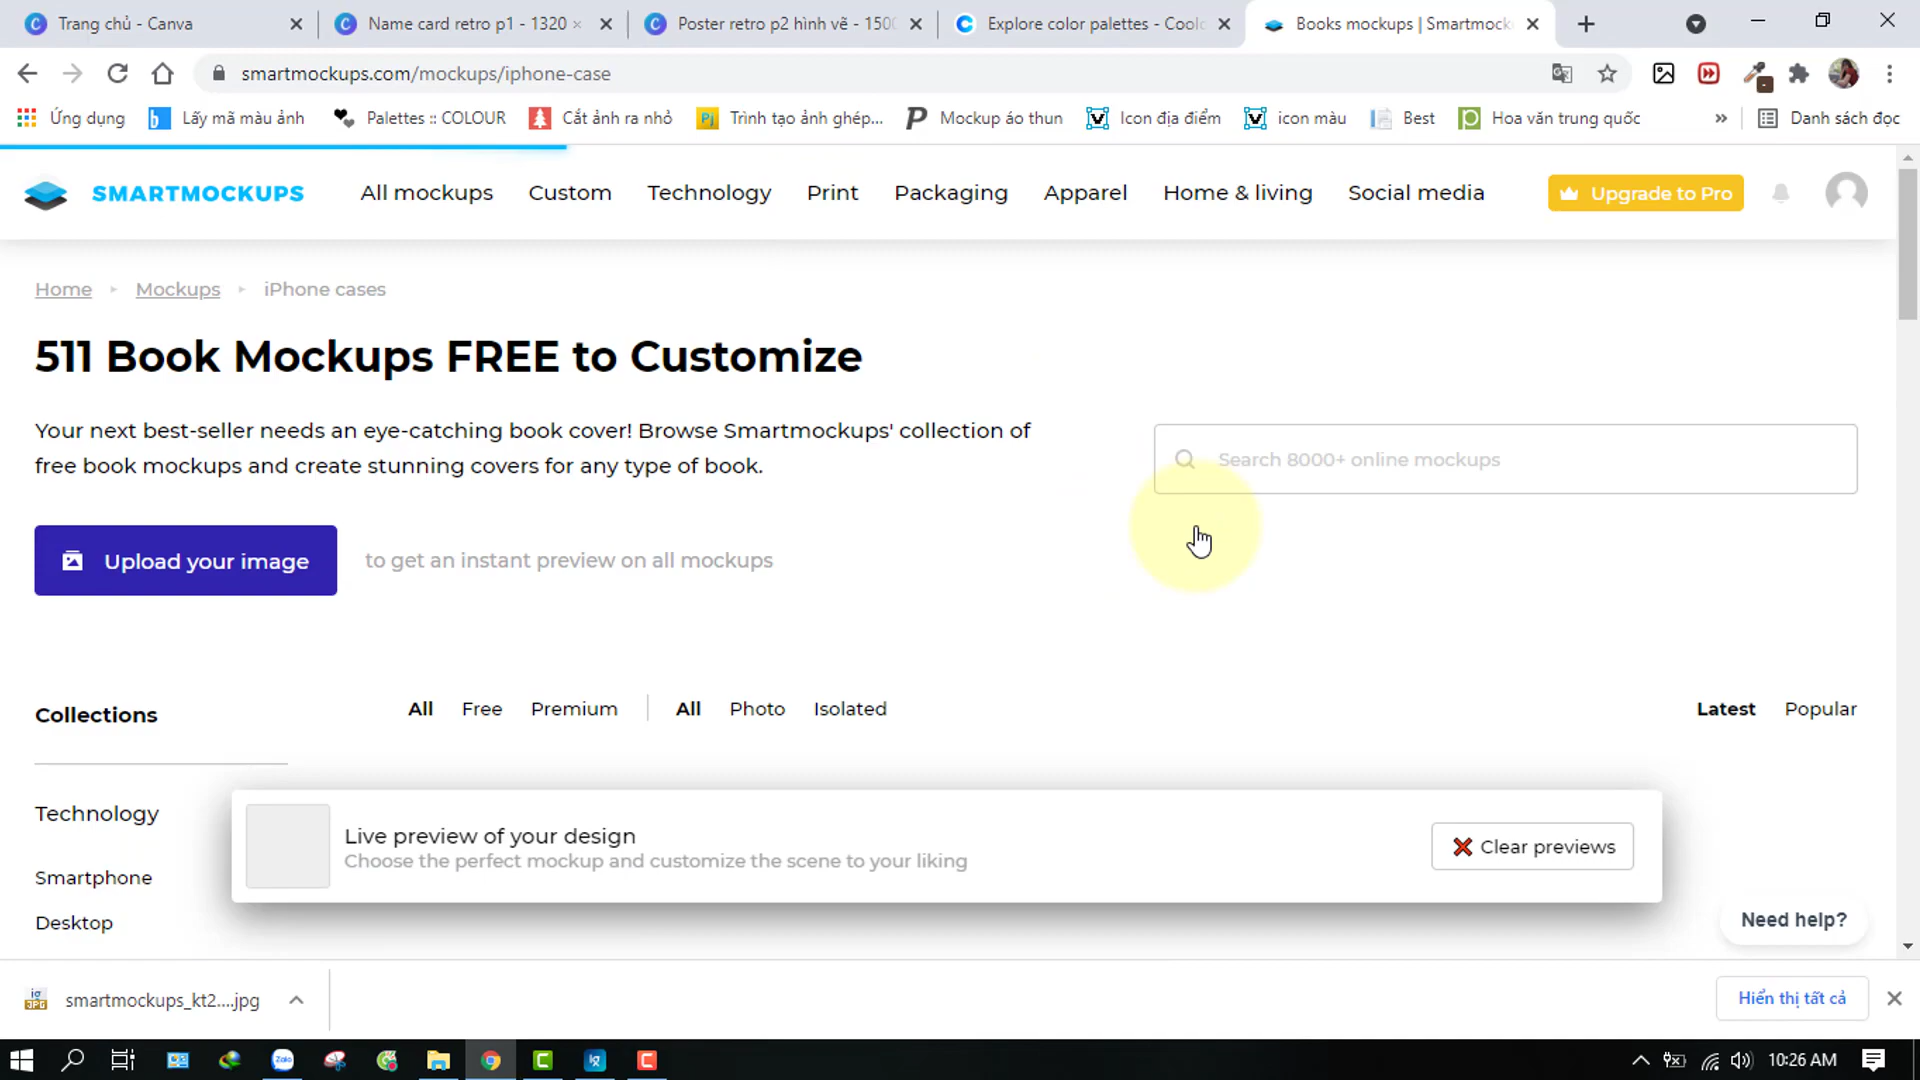 Trang chủ - Canva
Name card retro p1 - 1320 ×
Poster retro p2 hình vẽ - 150
Explore color palettes - Coolo
Books mockups | Smartmock
smartmockups.com/mockups/iphone-case
Ứng dụng
Lấy mã màu ảnh
Palettes :: COLOUR
Cắt ảnh ra nhỏ
Trình tạo ảnh ghép...
Mockup áo thun
Icon địa điểm
icon màu
Best
Hoa văn trung quốc
»
Danh sách đọc
SMARTMOCKUPS
All mockups
Custom
Technology
Print
Packaging
Apparel
Home & living
Social media
Upgrade to Pro
Home
Mockups
iPhone cases
511 Book Mockups FREE to Customize
Your next best-seller needs an eye-catching book cover! Browse Smartmockups' collection of
free book mockups and create stunning covers for any type of book.
Search 8000+ online mockups
Upload your image
to get an instant preview on all mockups
Collections
All
Free
Premium
All
Photo
Isolated
Latest
Popular
Technology
Smartphone
Desktop
Live preview of your design
Choose the perfect mockup and customize the scene to your liking
Clear previews
Need help?
smartmockups_kt2....jpg
Hiển thị tất cả
10:26 AM